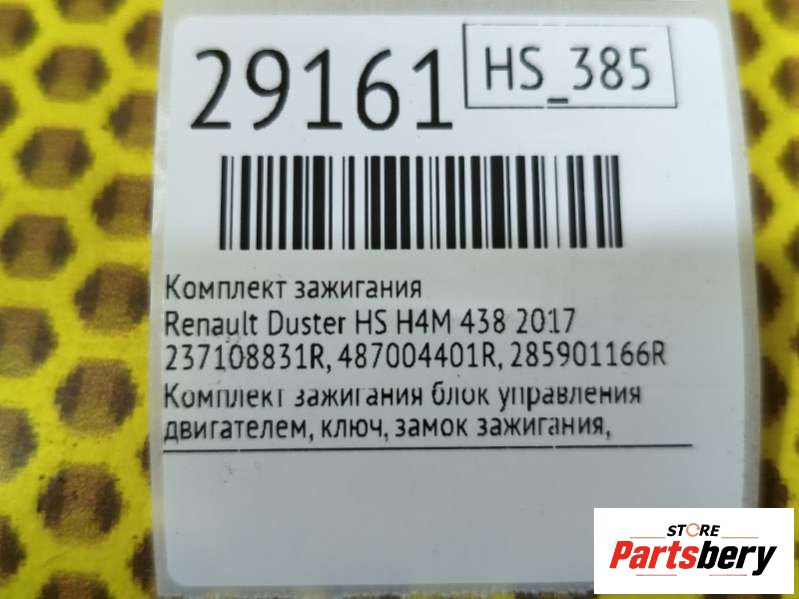 29161
HS_385
Комплект зажигания
Renault Duster HS H4M 438 2017
237108831R, 487004401R, 285901166R
Комплект зажигания блок управления
двигателем, ключ, замок зажигания,
STORE
Partsbery